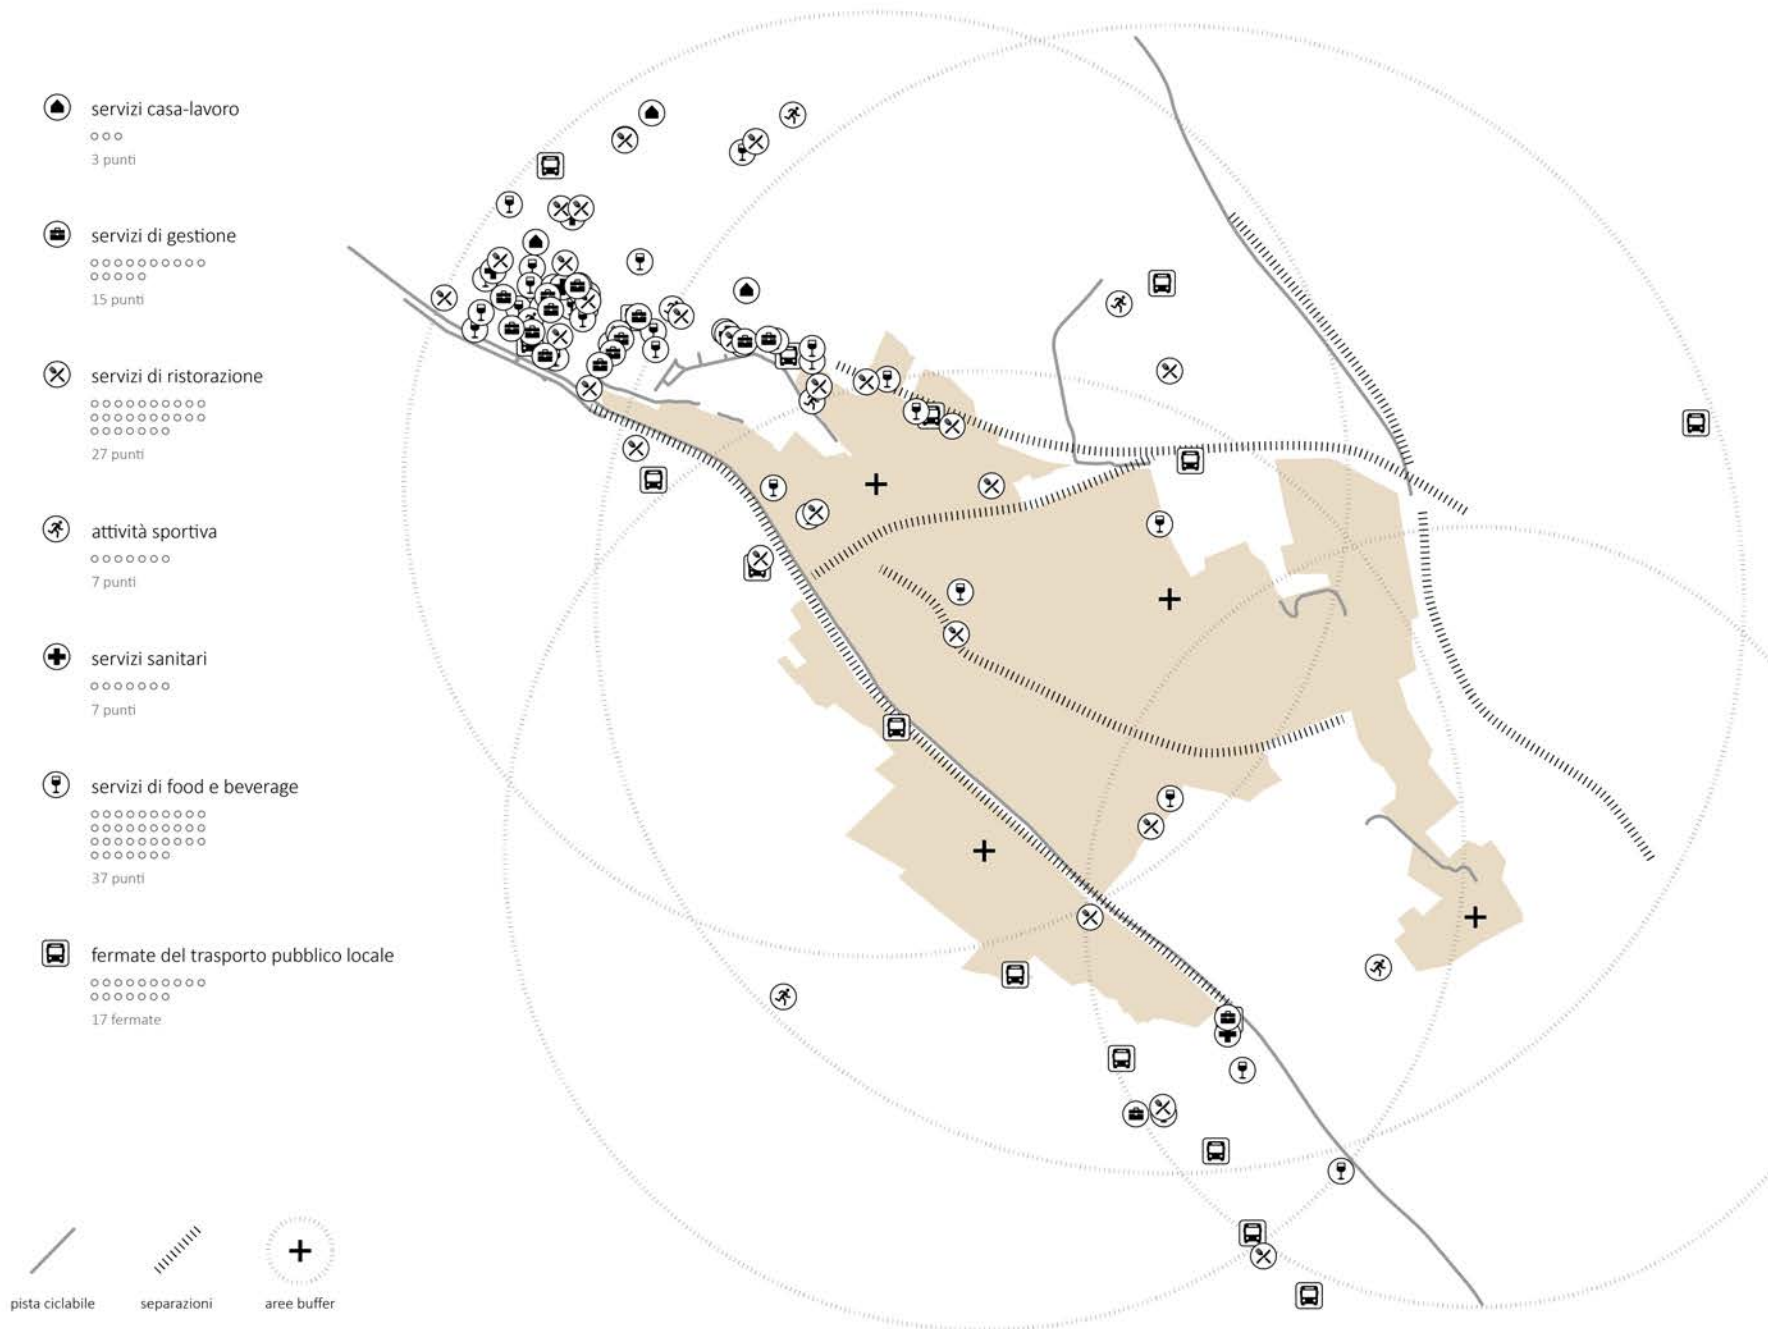 servizi casa-lavoro
3 punti
servizi di gestione
15 punti
servizi di ristorazione
27 punti
attività sportiva
7 punti
servizi sanitari
7 punti
servizi di food e beverage
37 punti
fermate del trasporto pubblico locale
17 fermate
pista ciclabile
separazioni
aree buffer